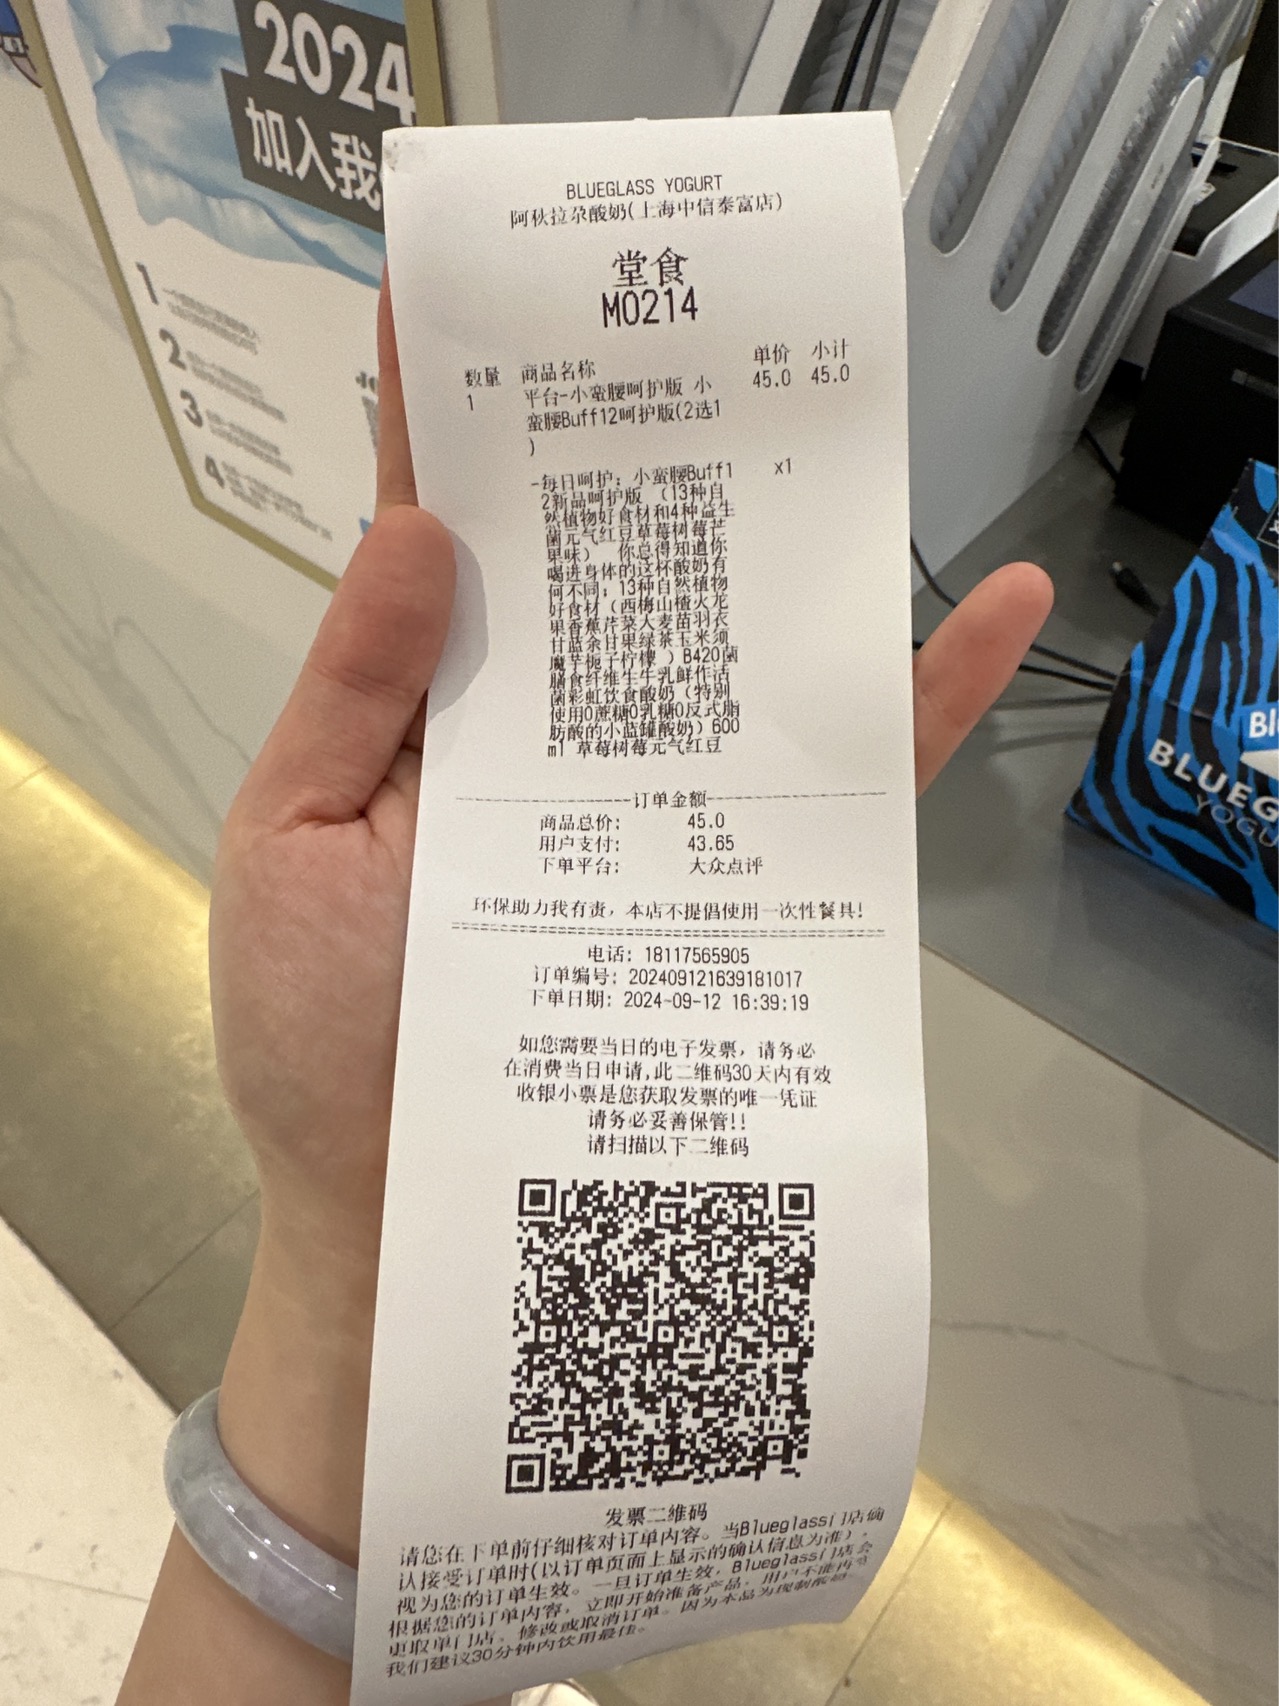 2024
加入我
1
2
3
4
BLUEGLASS YOGURT
阿秋拉尕酸奶(上海中信泰富店)
堂食
M0214
数量 商品名称 单价 小计
1 平台-小蛮腰呵护版 小 45.0 45.0
蛮腰Buff12呵护版(2选1
)
-每日呵护: 小蛮腰Buff1 x1
2新品呵护版 (13种自
然植物好食材和4种益生
菌元气红豆草莓树莓芒
果味) 你总得知道你
喝进身体的这杯酸奶有
何不同: 13种自然植物
好食材 (西梅山楂火龙
果香蕉芹菜大麦苗羽衣
甘蓝余甘果绿茶玉米须
魔芋栀子柠檬 ) B420菌
膳食纤维生牛乳鲜作活
菌彩虹饮食酸奶 (特别
使用0蔗糖0乳糖0反式脂
肪酸的小蓝罐酸奶) 600
ml 草莓树莓元气红豆
订单金额
商品总价: 45.0
用户支付: 43.65
下单平台: 大众点评
环保助力我有责, 本店不提倡使用一次性餐具!
电话: 18117565905
订单编号: 202409121639181017
下单日期: 2024-09-12 16:39:19
如您需要当日的电子发票, 请务必
在消费当日申请,此二维码30天内有效
收银小票是您获取发票的唯一凭证
请务必妥善保管!!
请扫描以下二维码
发票二维码
请您在下单前仔细核对订单内容。当Blueglass门店确
认接受订单时(以订单页面上显示的确认信息为准),
视为您的订单生效。一旦订单生效, Blueglass门店会
根据您的订单内容, 立即开始准备产品, 用户不能再
更取单门店、修改或取消订单。因为本品为现制酸奶,
我们建议30分钟内饮用最佳。
BLUEG
YOGU